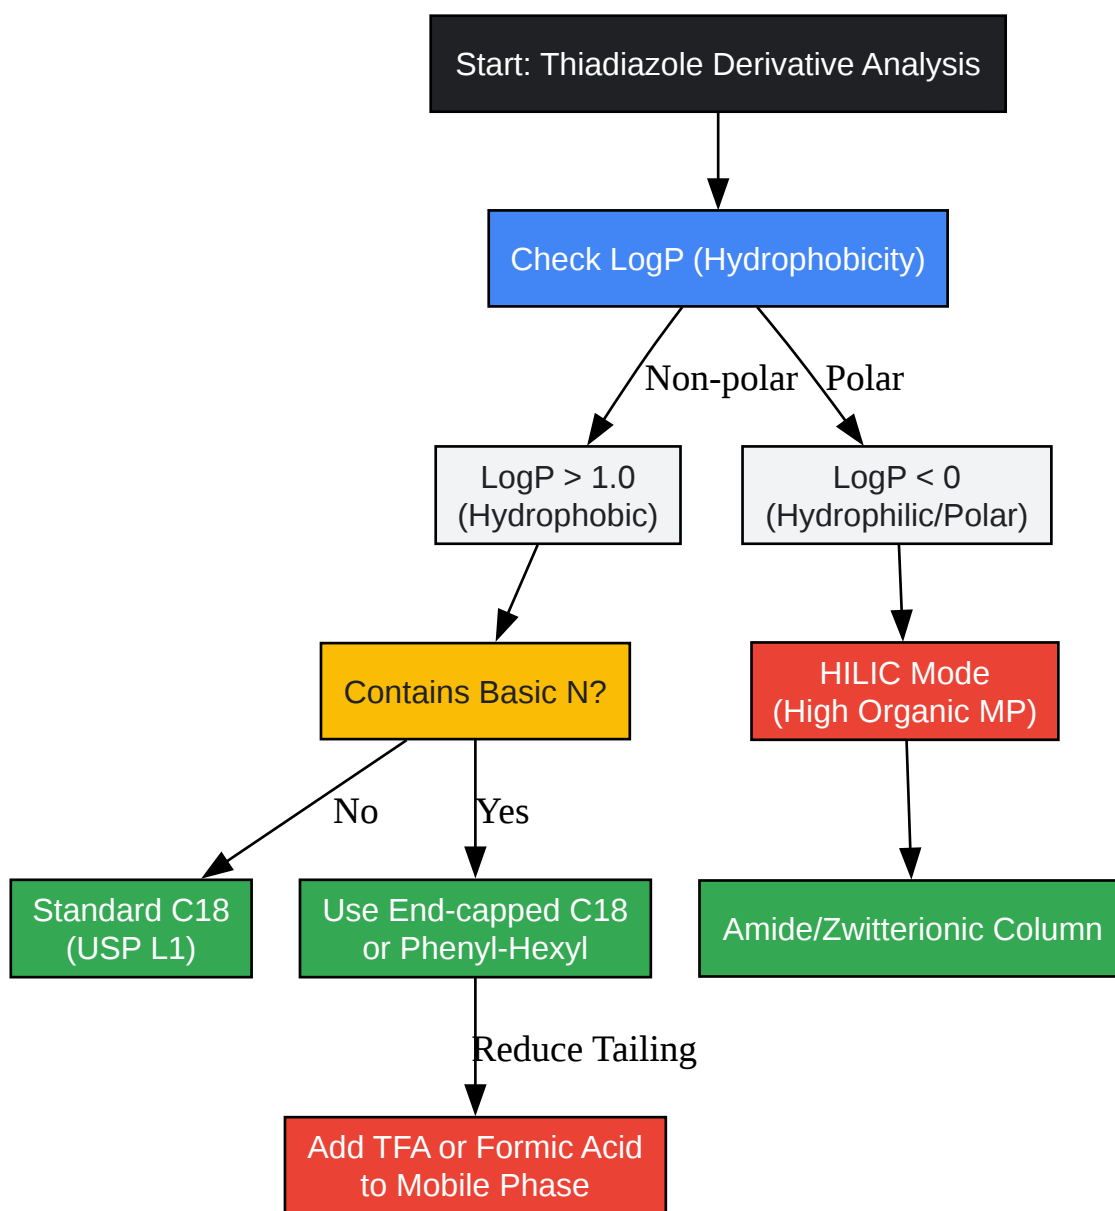 Start: Thiadiazole Derivative Analysis
Check LogP (Hydrophobicity)
Non-polar
Polar
LogP > 1.0
(Hydrophobic)
LogP < 0
(Hydrophilic/Polar)
Contains Basic N?
HILIC Mode
(High Organic MP)
No
Yes
Standard C18
(USP L1)
Use End-capped C18
or Phenyl-Hexyl
Amide/Zwitterionic Column
Reduce Tailing
Add TFA or Formic Acid
to Mobile Phase